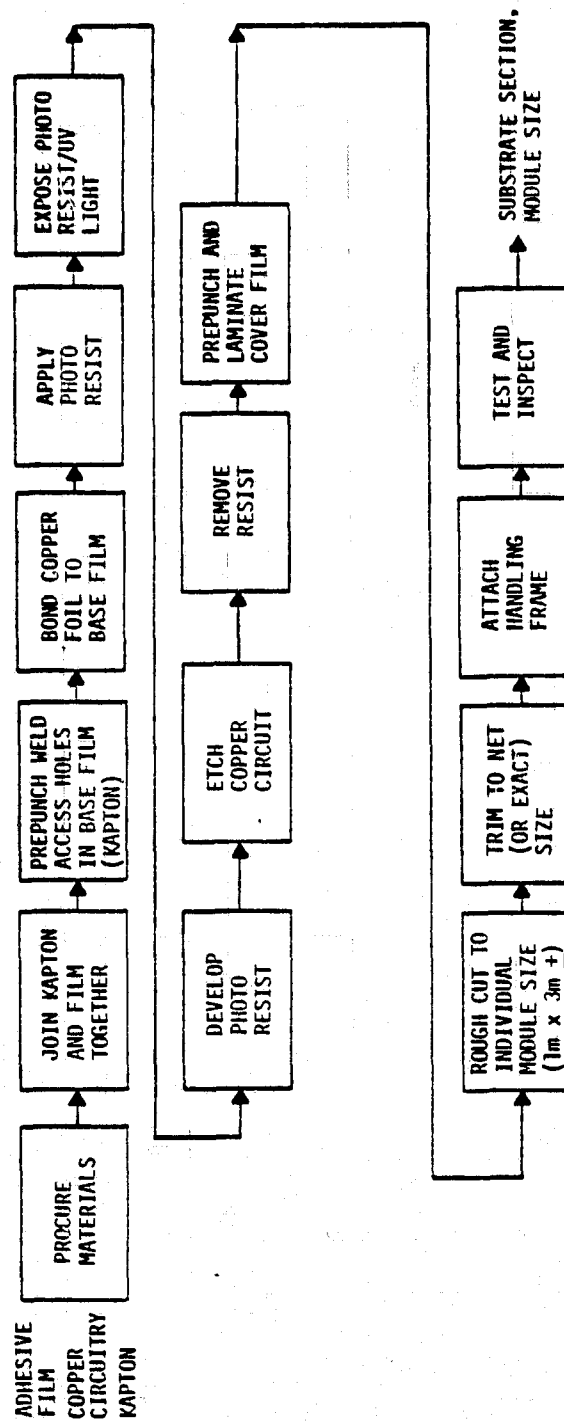 ADHESIVE
FILM
COPPER
CIRCUITRY
KAPTON
PROCURE
MATERIALS
JOIN KAPTON
AND FILM
TOGETHER
PREPUNCH WELD
ACCESS HOLES
IN BASE FILM
(KAPTON)
BOND COPPER
FOIL TO
BASE FILM
APPLY
PHOTO
RESIST
EXPOSE PHOTO
RESIST/UV
LIGHT
DEVELOP
PHOTO
RESIST
ETCH
COPPER
CIRCUIT
REMOVE
RESIST
PREPUNCH AND
LAMINATE
COVER FILM
ROUGH CUT TO
INDIVIDUAL
MODULE SIZE
(1m x 3m +)
TRIM TO NET
(OR EXACT)
SIZE
ATTACH
HANDLING
FRAME
TEST AND
INSPECT
SUBSTRATE SECTION,
MODULE SIZE